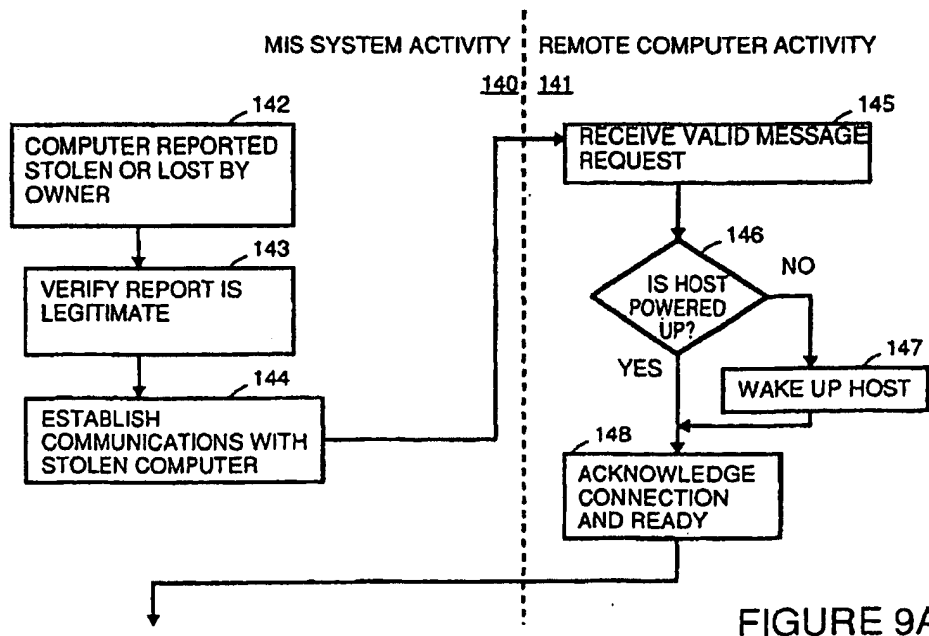 MIS SYSTEM ACTIVITY
140
REMOTE COMPUTER ACTIVITY
141
142
COMPUTER REPORTED
STOLEN OR LOST BY
OWNER
143
VERIFY REPORT IS
LEGITIMATE
144
ESTABLISH
COMMUNICATIONS WITH
STOLEN COMPUTER
145
RECEIVE VALID MESSAGE
REQUEST
146
IS HOST
POWERED
UP?
NO
YES
147
WAKE UP HOST
148
ACKNOWLEDGE
CONNECTION
AND READY
FIGURE 9A